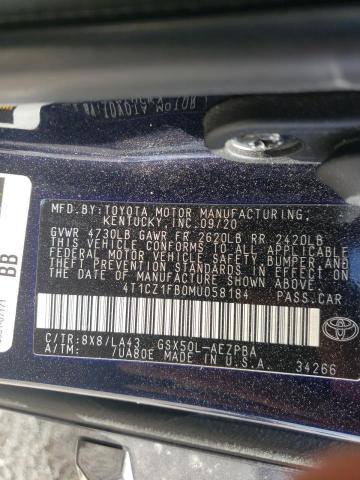 MFD.BY:TOYOTA MOTOR MANUFACTURING,
KENTUCKY, INC.09/20
GVWR 4730LB GAWR FR 2620LB RR 2420LB
THIS VEHICLE CONFORMS TO ALL APPLICABLE
FEDERAL MOTOR VEHICLE SAFETY, BUMPER AND
THEFT PREVENTION STANDARDS IN EFFECT ON
THE DATE OF MANUFACTURE SHOWN ABOVE.
4T1CZ1FB0MU058184 PASS.CAR
C/TR:8X8/LA43 GSX50L-AEZPBA
A/TM: 7UA80E MADE IN U.S.A. 34266
TOYOTA
BB